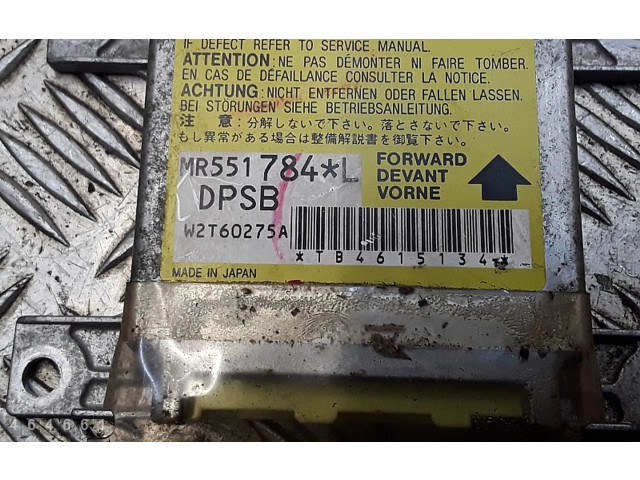 IF DEFECT REFER TO SERVICE MANUAL.
ATTENTION:NE PAS DÉMONTER NI FAIRE TOMBER.
EN CAS DE DÉFAILLANCE CONSULTER LA NOTICE.
ACHTUNG:NICHT ENTFERNEN ODER FALLEN LASSEN.
BEI STÖRUNGEN SIEHE BETRIEBSANLEITUNG.
注 意:分解しないで下さい。落とさないで下さい。
もし異常がある場合は整備解説書を御覧下さい。
MR551784*L
FORWARD
DEVANT
VORNE
DPSB
W2T60275A
*TB4615134**
MADE IN JAPAN
464661